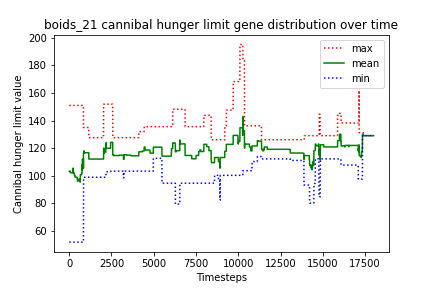 boids_21 cannibal hunger limit gene distribution over time
Cannibal hunger limit value
200
180
160
140
120
100
80
60
max
mean
min
0 2500 5000 7500 10000 12500 15000 17500
Timesteps